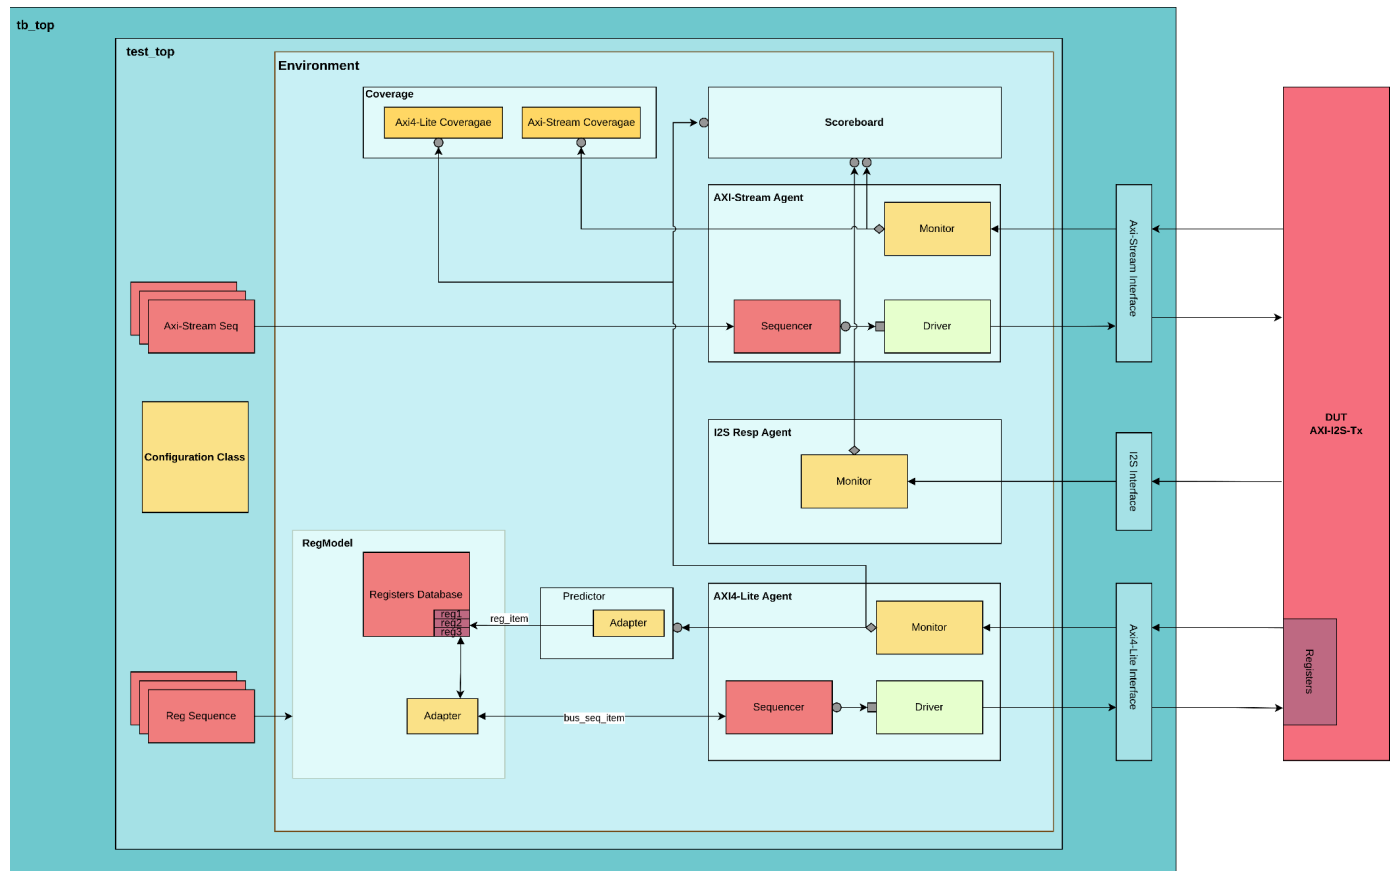 tb_top
test_top
Environment
Coverage
Axi4-Lite Coveragae
Axi-Stream Coveragae
Scoreboard
AXI-Stream Agent
Monitor
Axi-Stream Interface
Axi-Stream Seq
Sequencer
Driver
DUT
AXI-I2S-Tx
Configuration Class
I2S Resp Agent
Monitor
I2S Interface
RegModel
Registers Database
reg1
reg2
reg3
reg_item
Predictor
Adapter
AXI4-Lite Agent
Monitor
Axi4-Lite Interface
Registers
Reg Sequence
Adapter
bus_seq_item
Sequencer
Driver